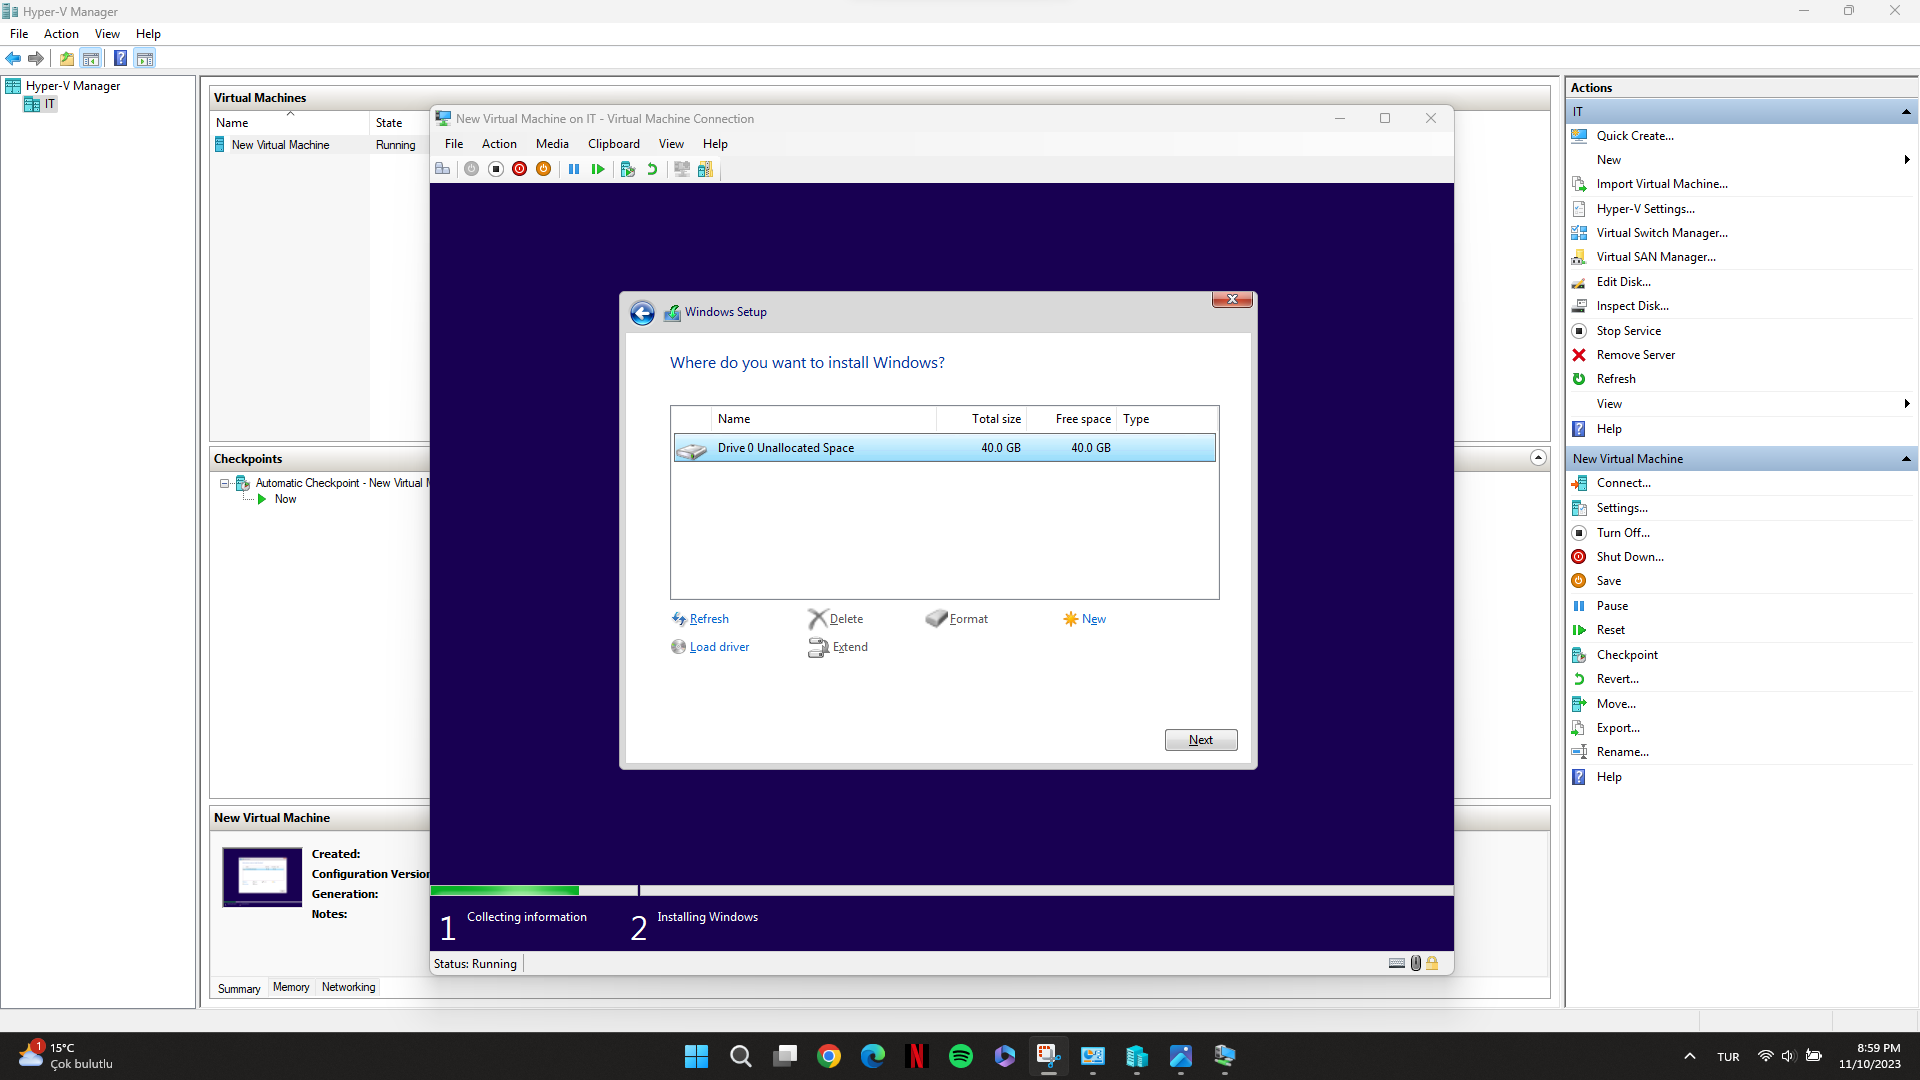 Hyper-V Manager
File Action View Help
Hyper-V Manager
IT
Virtual Machines
Name State
New Virtual Machine Running
Checkpoints
Automatic Checkpoint - New Virtual
Now
New Virtual Machine
Created:
Configuration Version
Generation:
Notes:
Summary Memory Networking
New Virtual Machine on IT - Virtual Machine Connection
File Action Media Clipboard View Help
Windows Setup
Where do you want to install Windows?
Name Total size Free space Type
Drive 0 Unallocated Space 40.0 GB 40.0 GB
Refresh Delete Format New
Load driver Extend
Next
1 Collecting information 2 Installing Windows
Status: Running
Actions
IT
Quick Create...
New
Import Virtual Machine...
Hyper-V Settings...
Virtual Switch Manager...
Virtual SAN Manager...
Edit Disk...
Inspect Disk...
Stop Service
Remove Server
Refresh
View
Help
New Virtual Machine
Connect...
Settings...
Turn Off...
Shut Down...
Save
Pause
Reset
Checkpoint
Revert...
Move...
Export...
Rename...
Help
1
15°C
Çok bulutlu
TUR
8:59 PM
11/10/2023